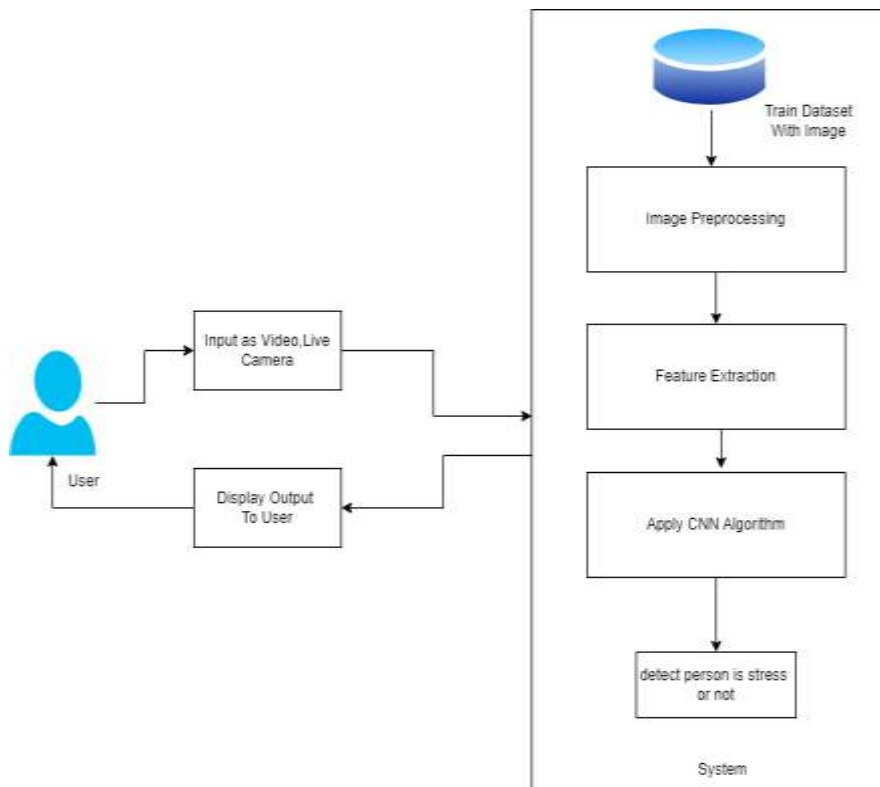 Train Dataset
With Image
Image Preprocessing
Input as Video,Live
Camera
Feature Extraction
User
Display Output
To User
Apply CNN Algorithm
detect person is stress
or not
System